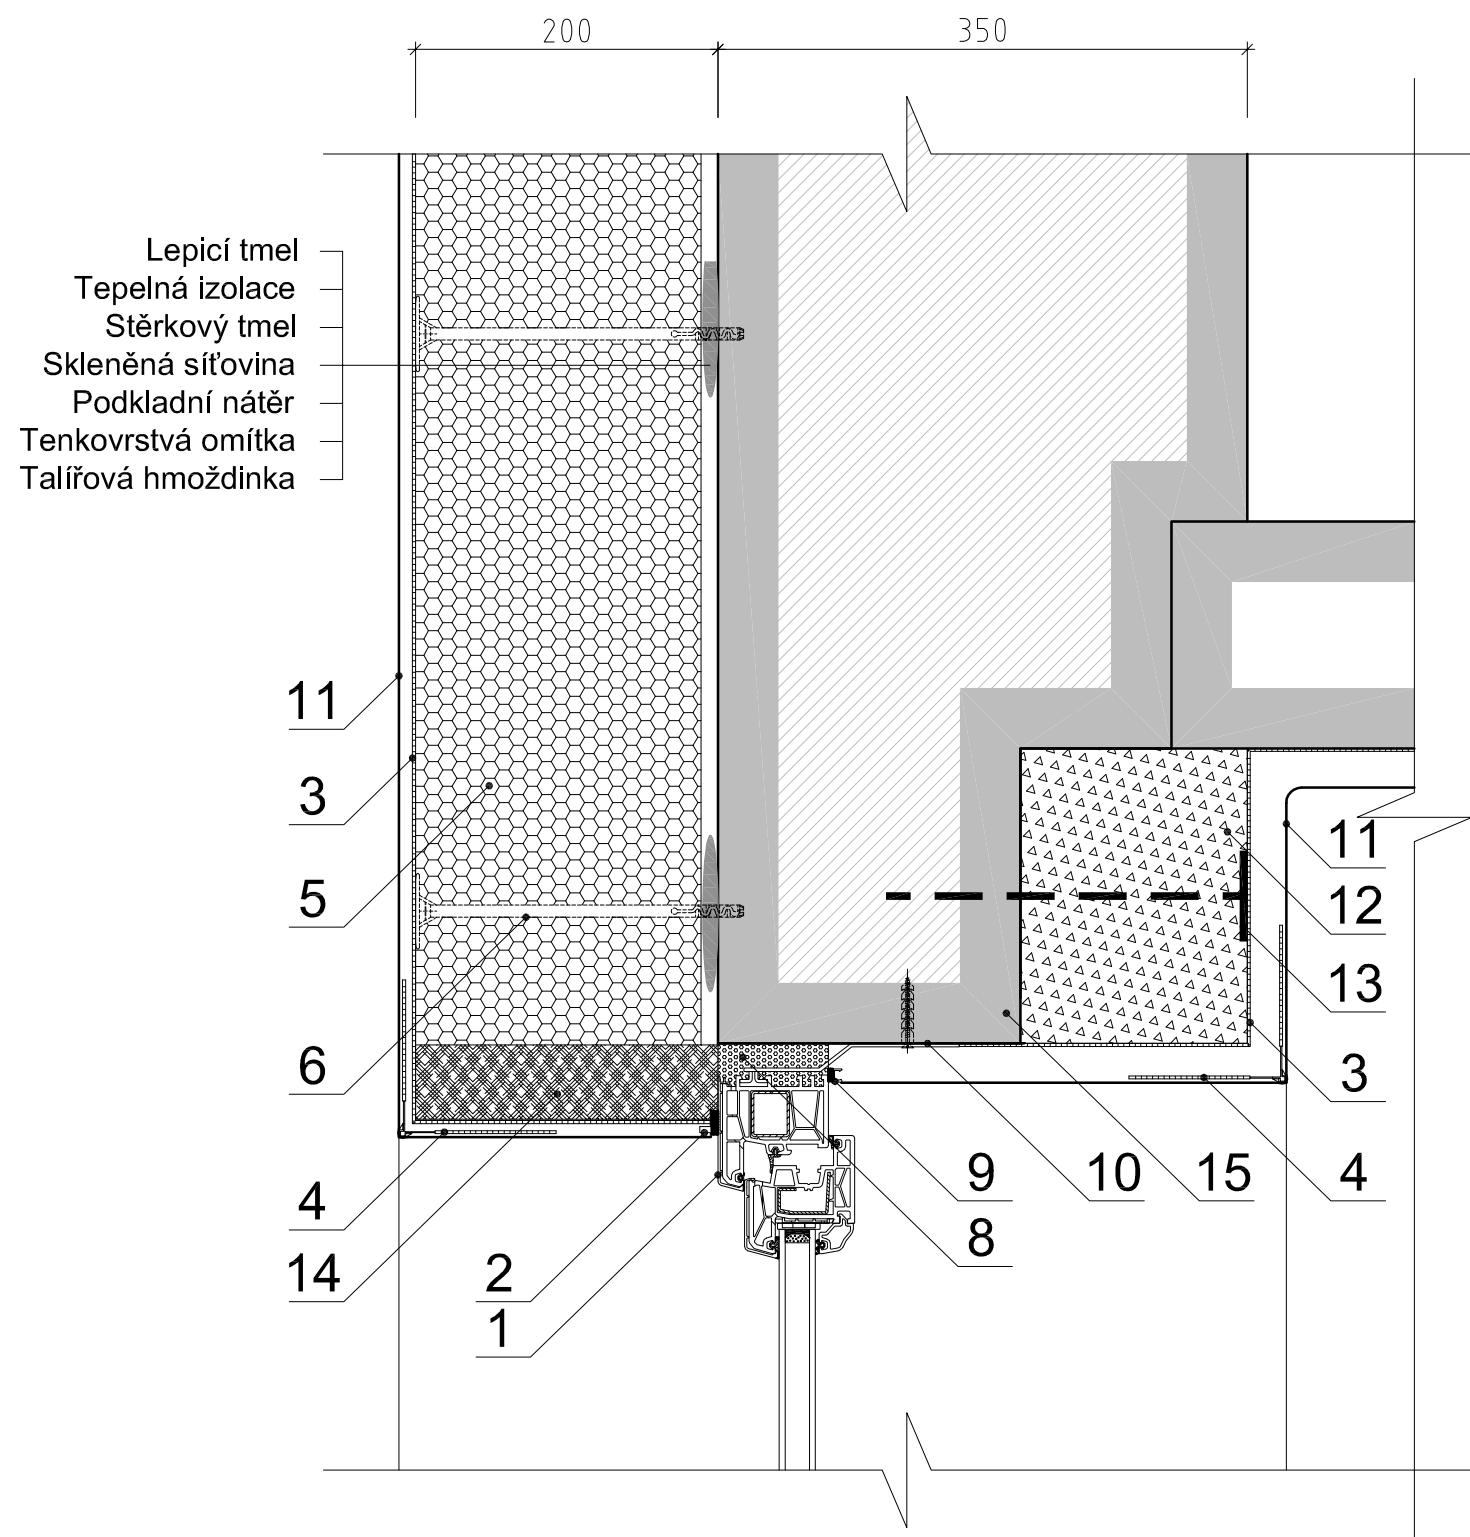 200
350
Lepicí tmel
Tepelná izolace
Stěrkový tmel
Skleněná síťovina
Podkladní nátěr
Tenkovrstvá omítka
Talířová hmoždinka
11
3
5
6
4
14
2
1
9
8
10
15
4
3
13
12
11